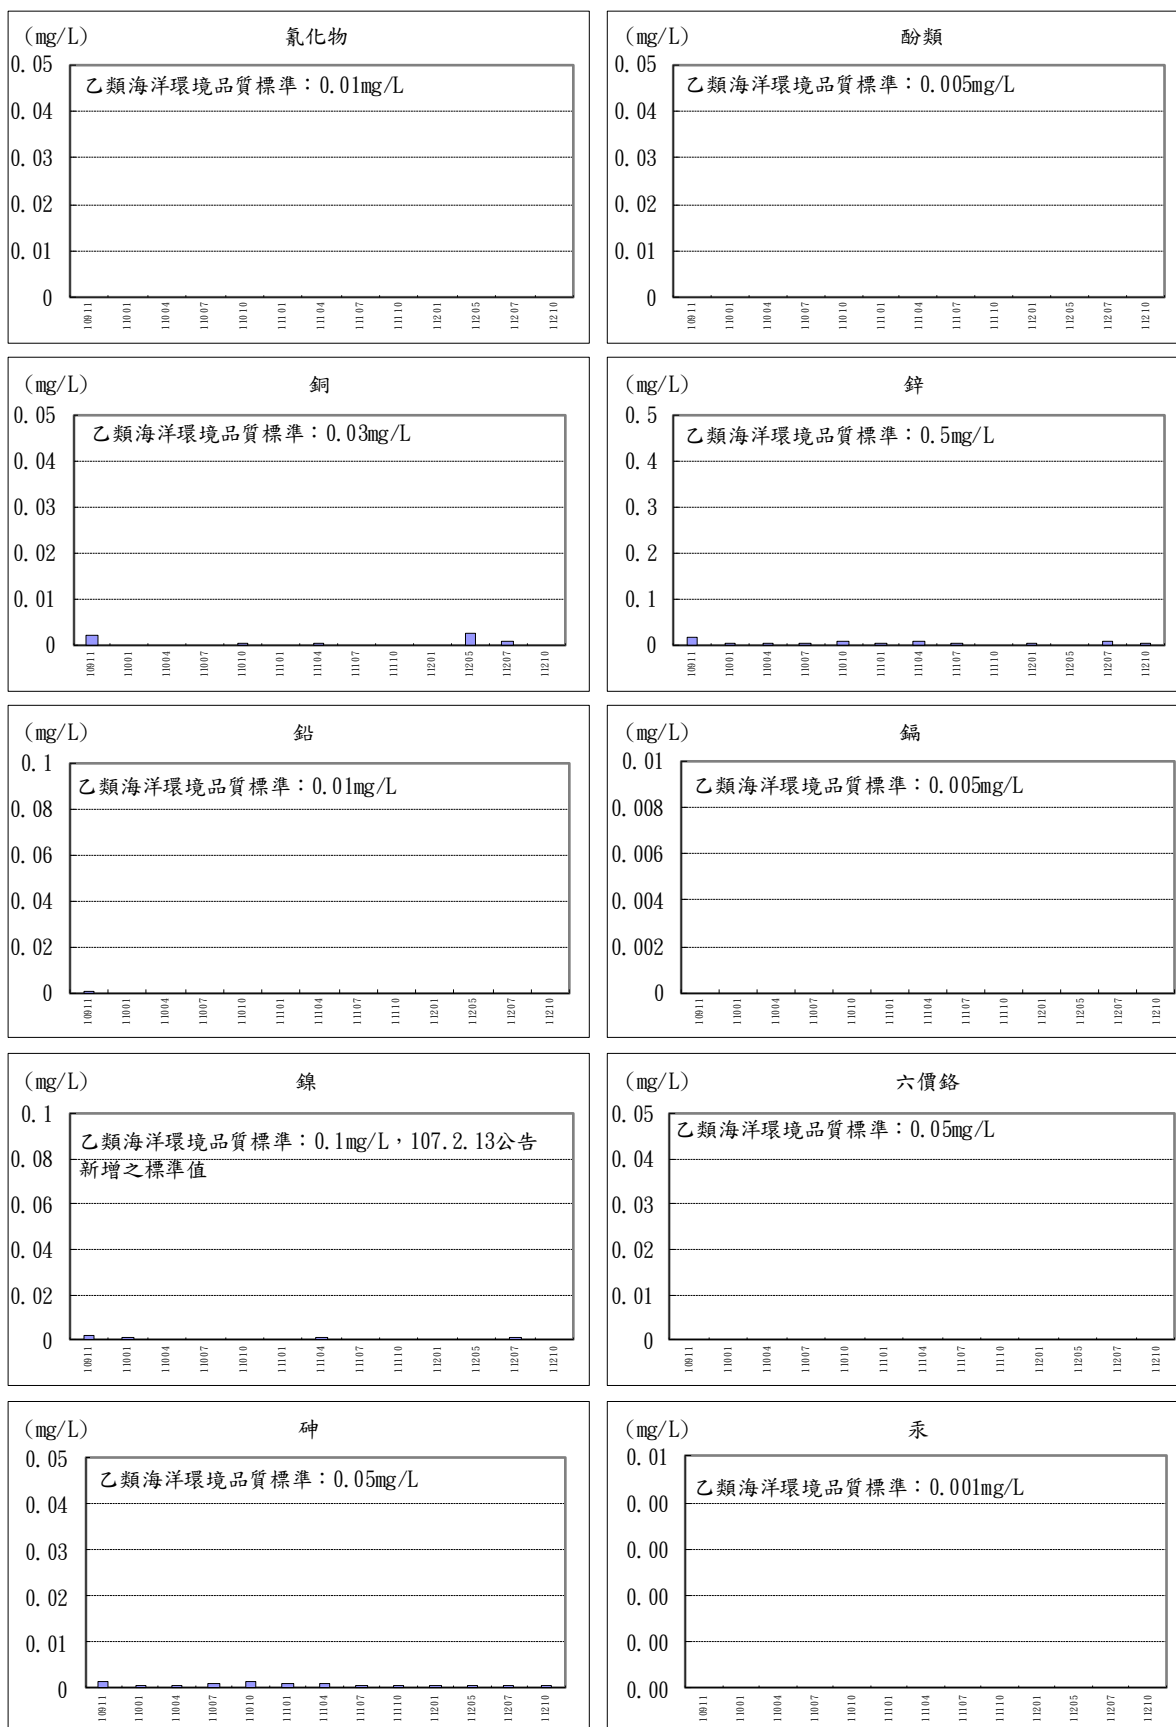 (mg/L) 氰化物
乙類海洋環境品質標準：0.01mg/L
0.05
0.04
0.03
0.02
0.01
0
10911 11001 11004 11007 11010 11101 11104 11107 11110 11201 11205 11207 11210
(mg/L) 酚類
乙類海洋環境品質標準：0.005mg/L
0.05
0.04
0.03
0.02
0.01
0
10911 11001 11004 11007 11010 11101 11104 11107 11110 11201 11205 11207 11210
(mg/L) 銅
乙類海洋環境品質標準：0.03mg/L
0.05
0.04
0.03
0.02
0.01
0
10911 11001 11004 11007 11010 11101 11104 11107 11110 11201 11205 11207 11210
(mg/L) 鋅
乙類海洋環境品質標準：0.5mg/L
0.5
0.4
0.3
0.2
0.1
0
10911 11001 11004 11007 11010 11101 11104 11107 11110 11201 11205 11207 11210
(mg/L) 鉛
乙類海洋環境品質標準：0.01mg/L
0.1
0.08
0.06
0.04
0.02
0
10911 11001 11004 11007 11010 11101 11104 11107 11110 11201 11205 11207 11210
(mg/L) 鎘
乙類海洋環境品質標準：0.005mg/L
0.01
0.008
0.006
0.004
0.002
0
10911 11001 11004 11007 11010 11101 11104 11107 11110 11201 11205 11207 11210
(mg/L) 鎳
乙類海洋環境品質標準：0.1mg/L，107.2.13公告
新增之標準值
0.1
0.08
0.06
0.04
0.02
0
10911 11001 11004 11007 11010 11101 11104 11107 11110 11201 11205 11207 11210
(mg/L) 六價鉻
乙類海洋環境品質標準：0.05mg/L
0.05
0.04
0.03
0.02
0.01
0
10911 11001 11004 11007 11010 11101 11104 11107 11110 11201 11205 11207 11210
(mg/L) 砷
乙類海洋環境品質標準：0.05mg/L
0.05
0.04
0.03
0.02
0.01
0
10911 11001 11004 11007 11010 11101 11104 11107 11110 11201 11205 11207 11210
(mg/L) 汞
乙類海洋環境品質標準：0.001mg/L
0.01
0.00
0.00
0.00
0.00
0.00
10911 11001 11004 11007 11010 11101 11104 11107 11110 11201 11205 11207 11210